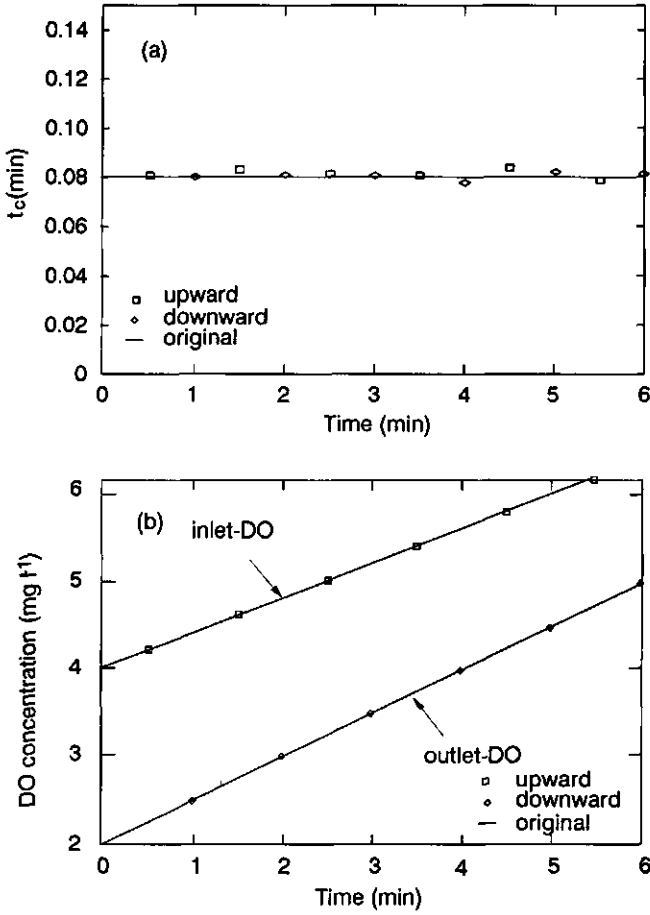 0.14
(a)
0.12
0.10
0.08
0.06
0.04
0.02
0
tc(min)
upward
downward
original
0 1 2 3 4 5 6
Time (min)
6
(b)
inlet-DO
5
4
3
2
DO concentration (mg l¹)
outlet-DO
upward
downward
original
0 1 2 3 4 5 6
Time (min)